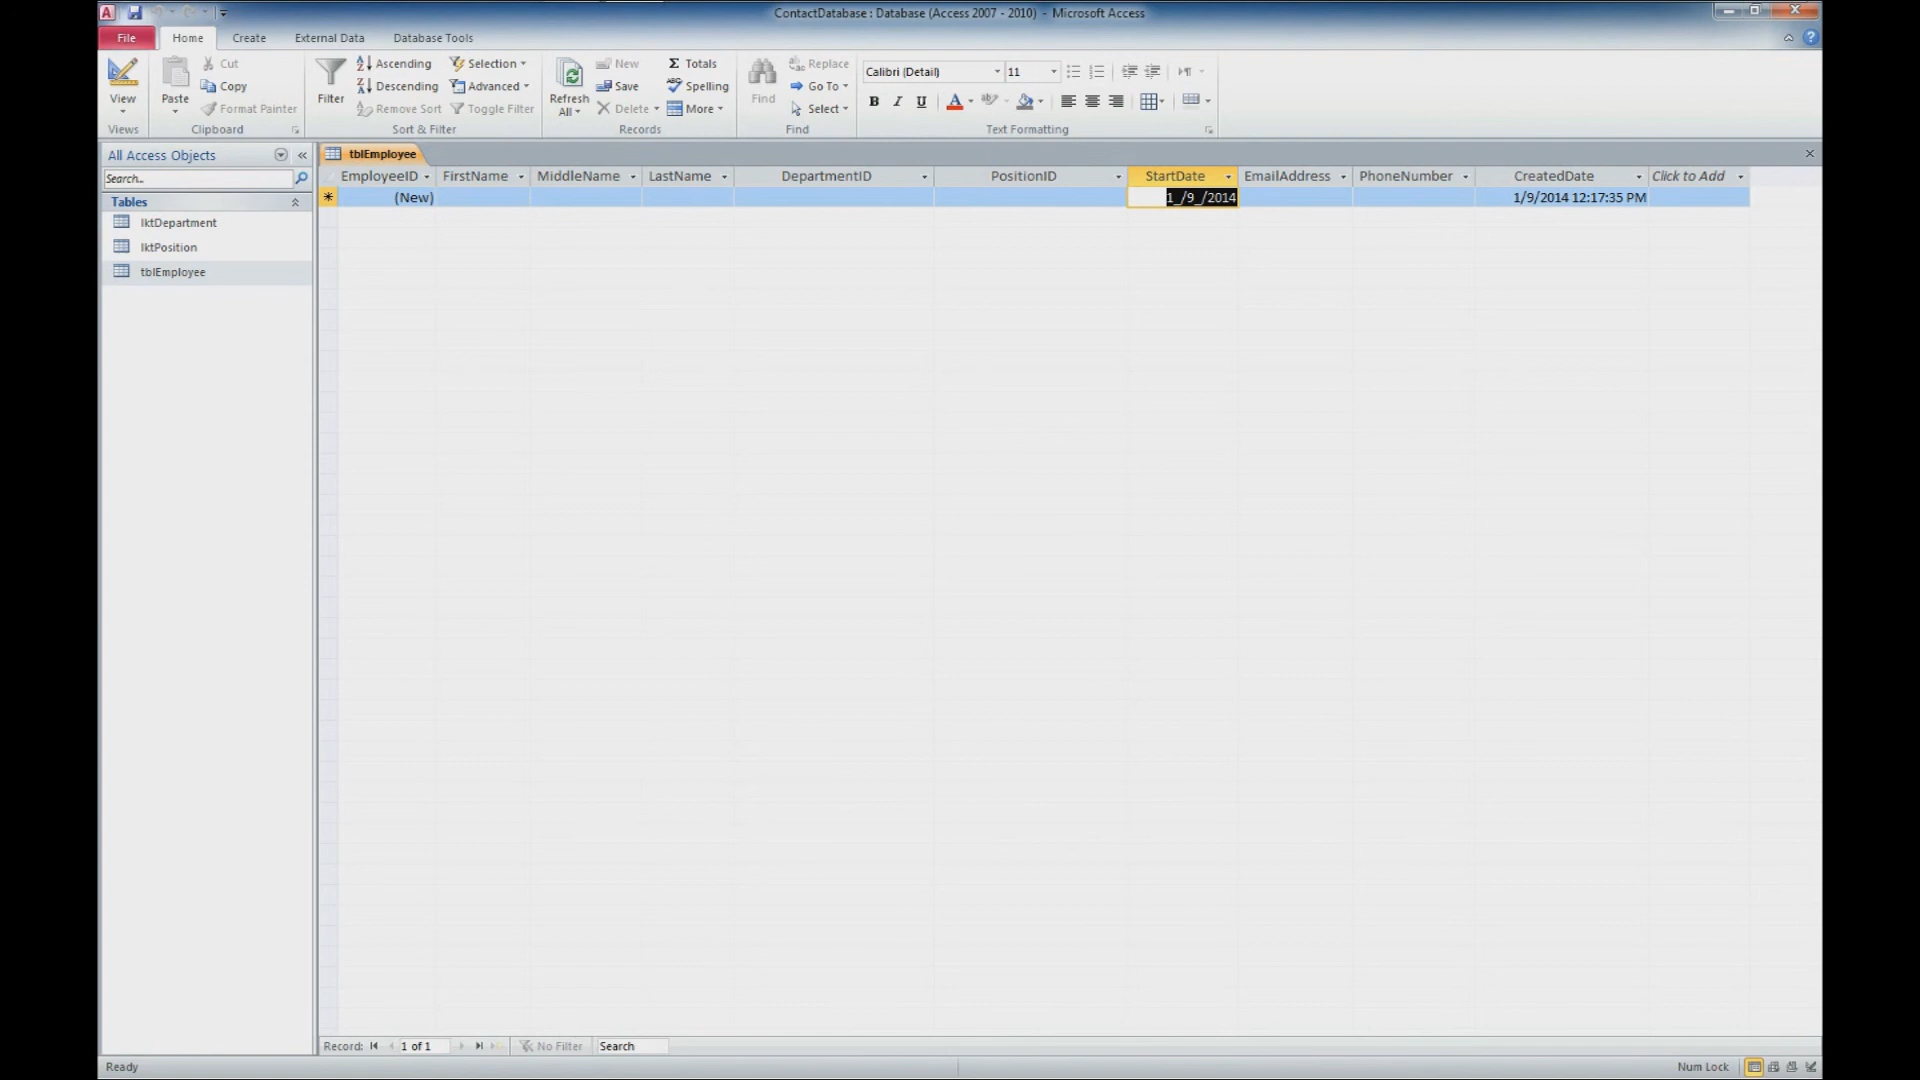 ContactDatabase : Database (Access 2007 - 2010) - Microsoft Access
File Home Create External Data Database Tools
View
Views
Paste
Cut
Copy
Format Painter
Clipboard
Filter
Ascending
Descending
Remove Sort
Selection
Advanced
Toggle Filter
Sort & Filter
Refresh
All
New
Save
Delete
Totals
Spelling
More
Records
Find
Replace
Go To
Select
Find
Calibri (Detail) 11
B I U A
Text Formatting
All Access Objects
Search...
Tables
lktDepartment
lktPosition
tblEmployee
tblEmployee
EmployeeID FirstName MiddleName LastName DepartmentID PositionID StartDate EmailAddress PhoneNumber CreatedDate Click to Add
* (New) 1_/9_/2014 1/9/2014 12:17:35 PM
Record: 1 of 1 No Filter Search
Ready Num Lock